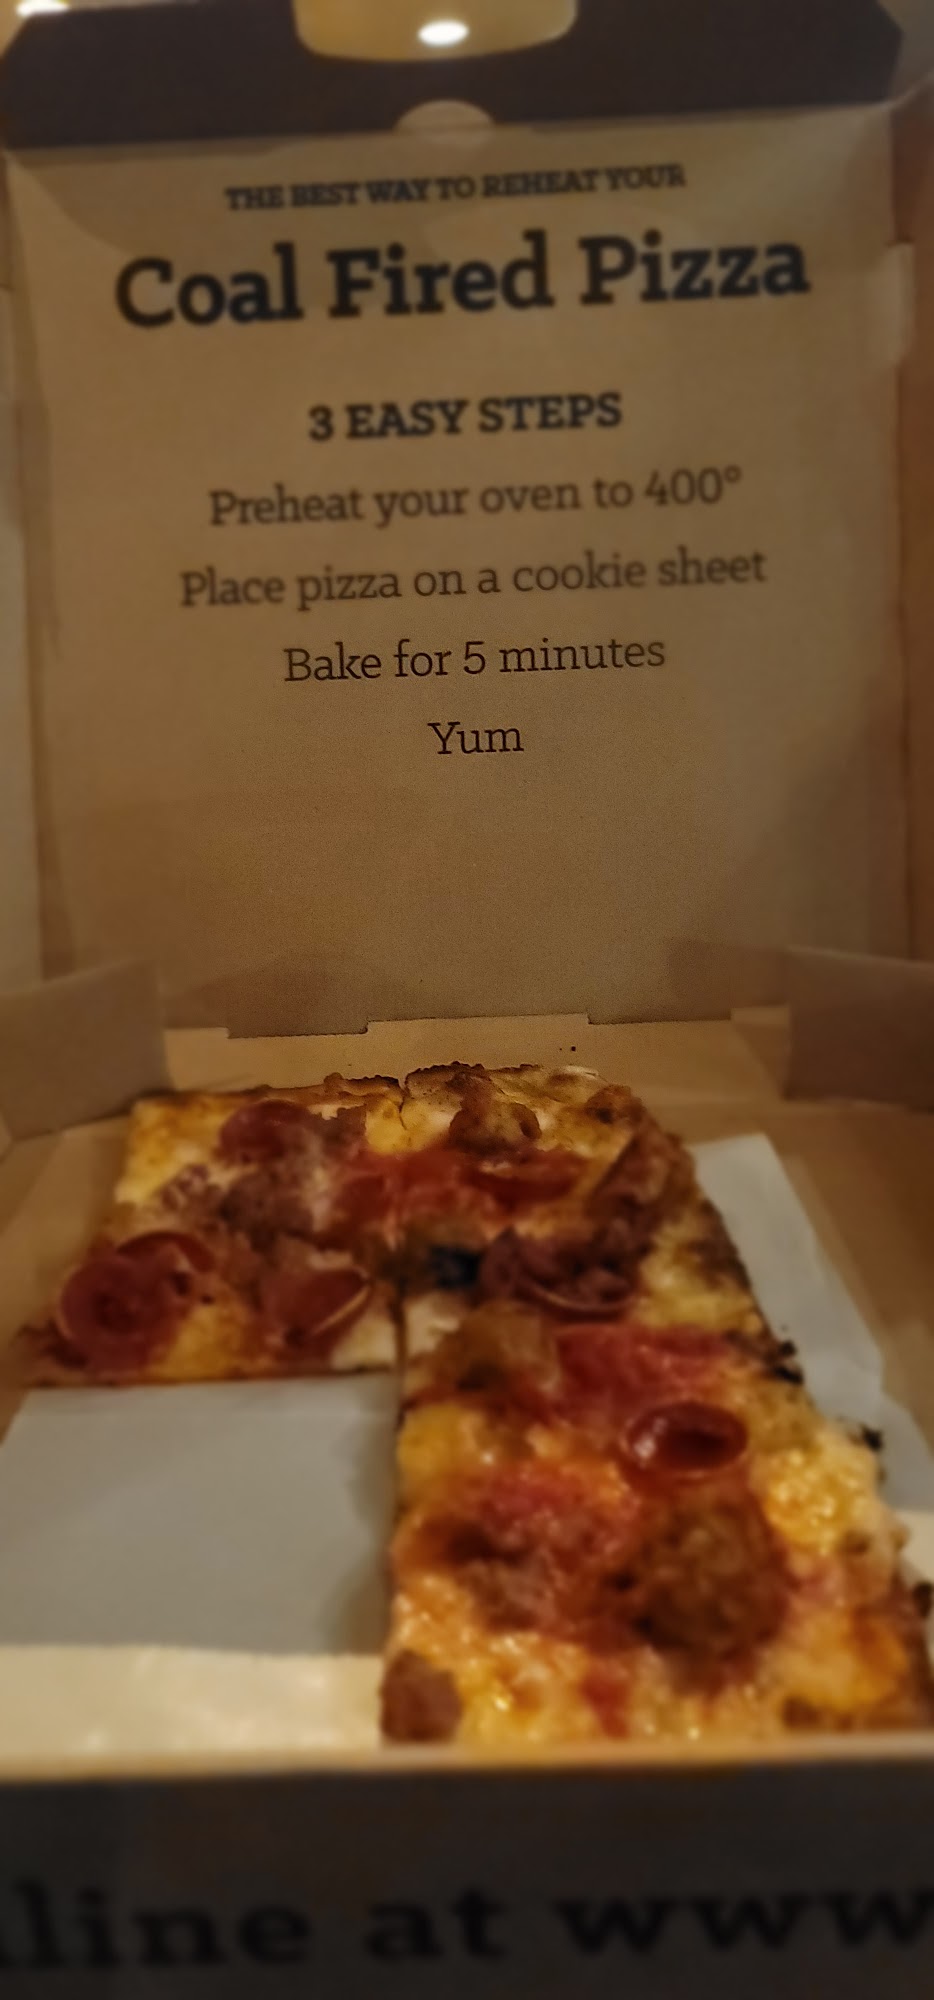 THE BEST WAY TO REHEAT YOUR
Coal Fired Pizza
3 EASY STEPS
Preheat your oven to 400°
Place pizza on a cookie sheet
Bake for 5 minutes
Yum
at www